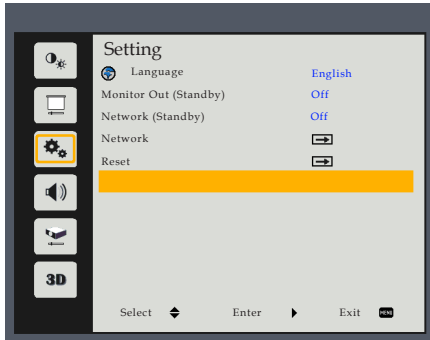 Setting
Language English
Monitor Out (Standby) Off
Network (Standby) Off
Network
Reset
3D
Select Enter Exit MENU